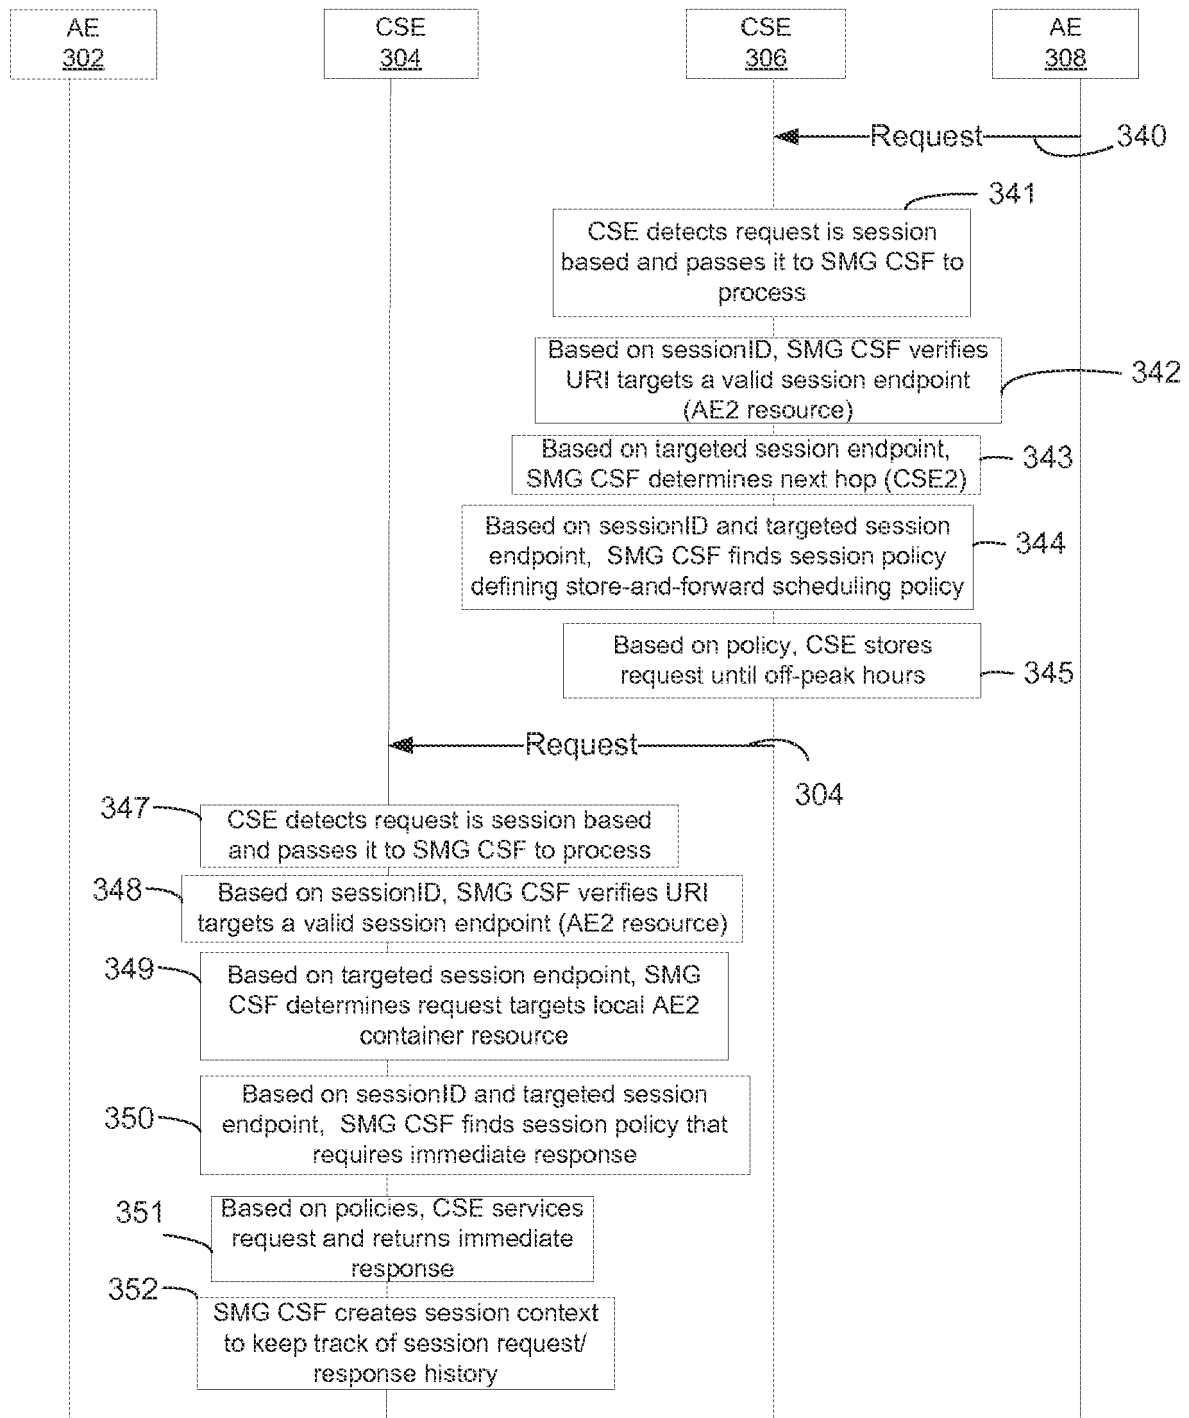 AE
302
CSE
304
CSE
306
AE
308
Request
340
341
CSE detects request is session
based and passes it to SMG CSF to
process
Based on sessionID, SMG CSF verifies
URI targets a valid session endpoint
(AE2 resource)
342
Based on targeted session endpoint,
SMG CSF determines next hop (CSE2)
343
Based on sessionID and targeted session
endpoint, SMG CSF finds session policy
defining store-and-forward scheduling policy
344
Based on policy, CSE stores
request until off-peak hours
345
Request
304
347
CSE detects request is session based
and passes it to SMG CSF to process
348
Based on sessionID, SMG CSF verifies URI
targets a valid session endpoint (AE2 resource)
349
Based on targeted session endpoint, SMG
CSF determines request targets local AE2
container resource
350
Based on sessionID and targeted session
endpoint, SMG CSF finds session policy that
requires immediate response
351
Based on policies, CSE services
request and returns immediate
response
352
SMG CSF creates session context
to keep track of session request/
response history